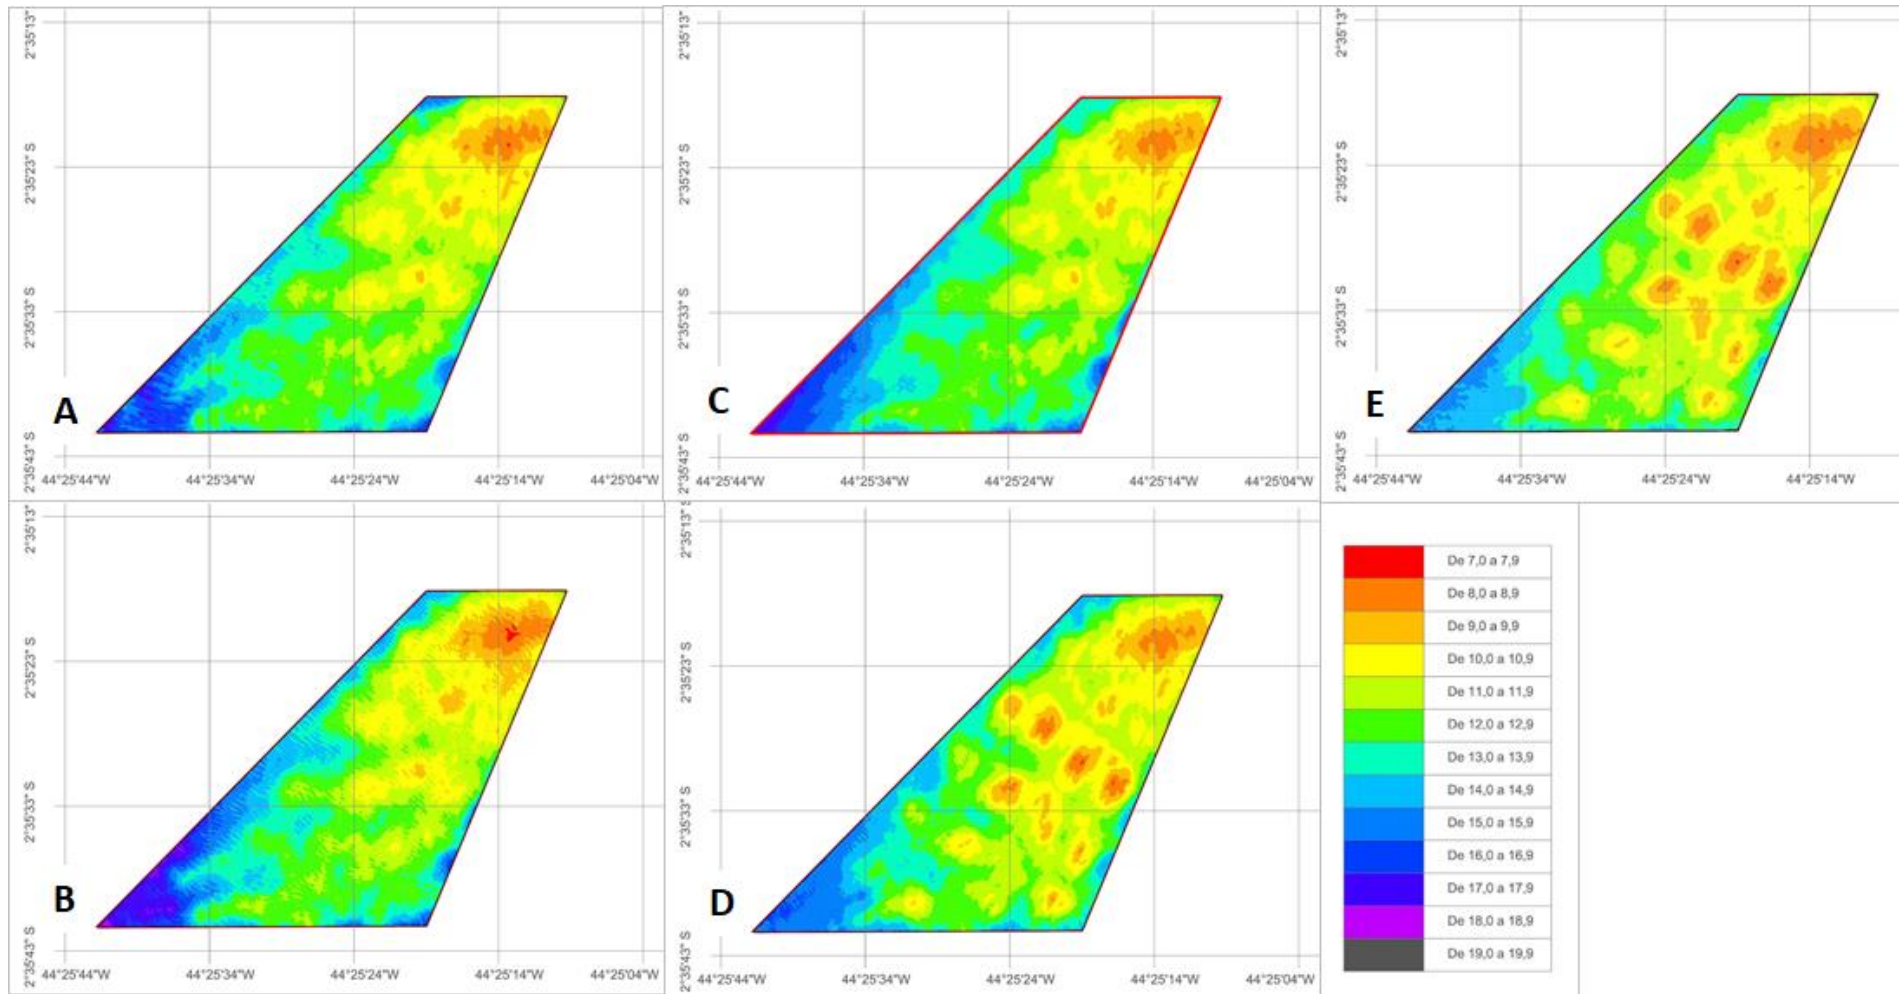 2°35'13"
2°35'23" S
2°35'33" S
2°35'43" S
A
44°25'44"W
44°25'34"W
44°25'24"W
44°25'14"W
44°25'04"W
2°35'13"
2°35'23" S
2°35'33" S
2°35'43" S
C
44°25'44"W
44°25'34"W
44°25'24"W
44°25'14"W
44°25'04"W
2°35'13"
2°35'23" S
2°35'33" S
2°35'43" S
E
44°25'44"W
44°25'34"W
44°25'24"W
44°25'14"W
2°35'13"
2°35'23" S
2°35'33" S
2°35'43" S
B
44°25'44"W
44°25'34"W
44°25'24"W
44°25'14"W
44°25'04"W
2°35'13" S
2°35'23" S
2°35'33" S
2°35'43" S
D
44°25'44"W
44°25'34"W
44°25'24"W
44°25'14"W
44°25'04"W
De 7,0 a 7,9
De 8,0 a 8,9
De 9,0 a 9,9
De 10,0 a 10,9
De 11,0 a 11,9
De 12,0 a 12,9
De 13,0 a 13,9
De 14,0 a 14,9
De 15,0 a 15,9
De 16,0 a 16,9
De 17,0 a 17,9
De 18,0 a 18,9
De 19,0 a 19,9